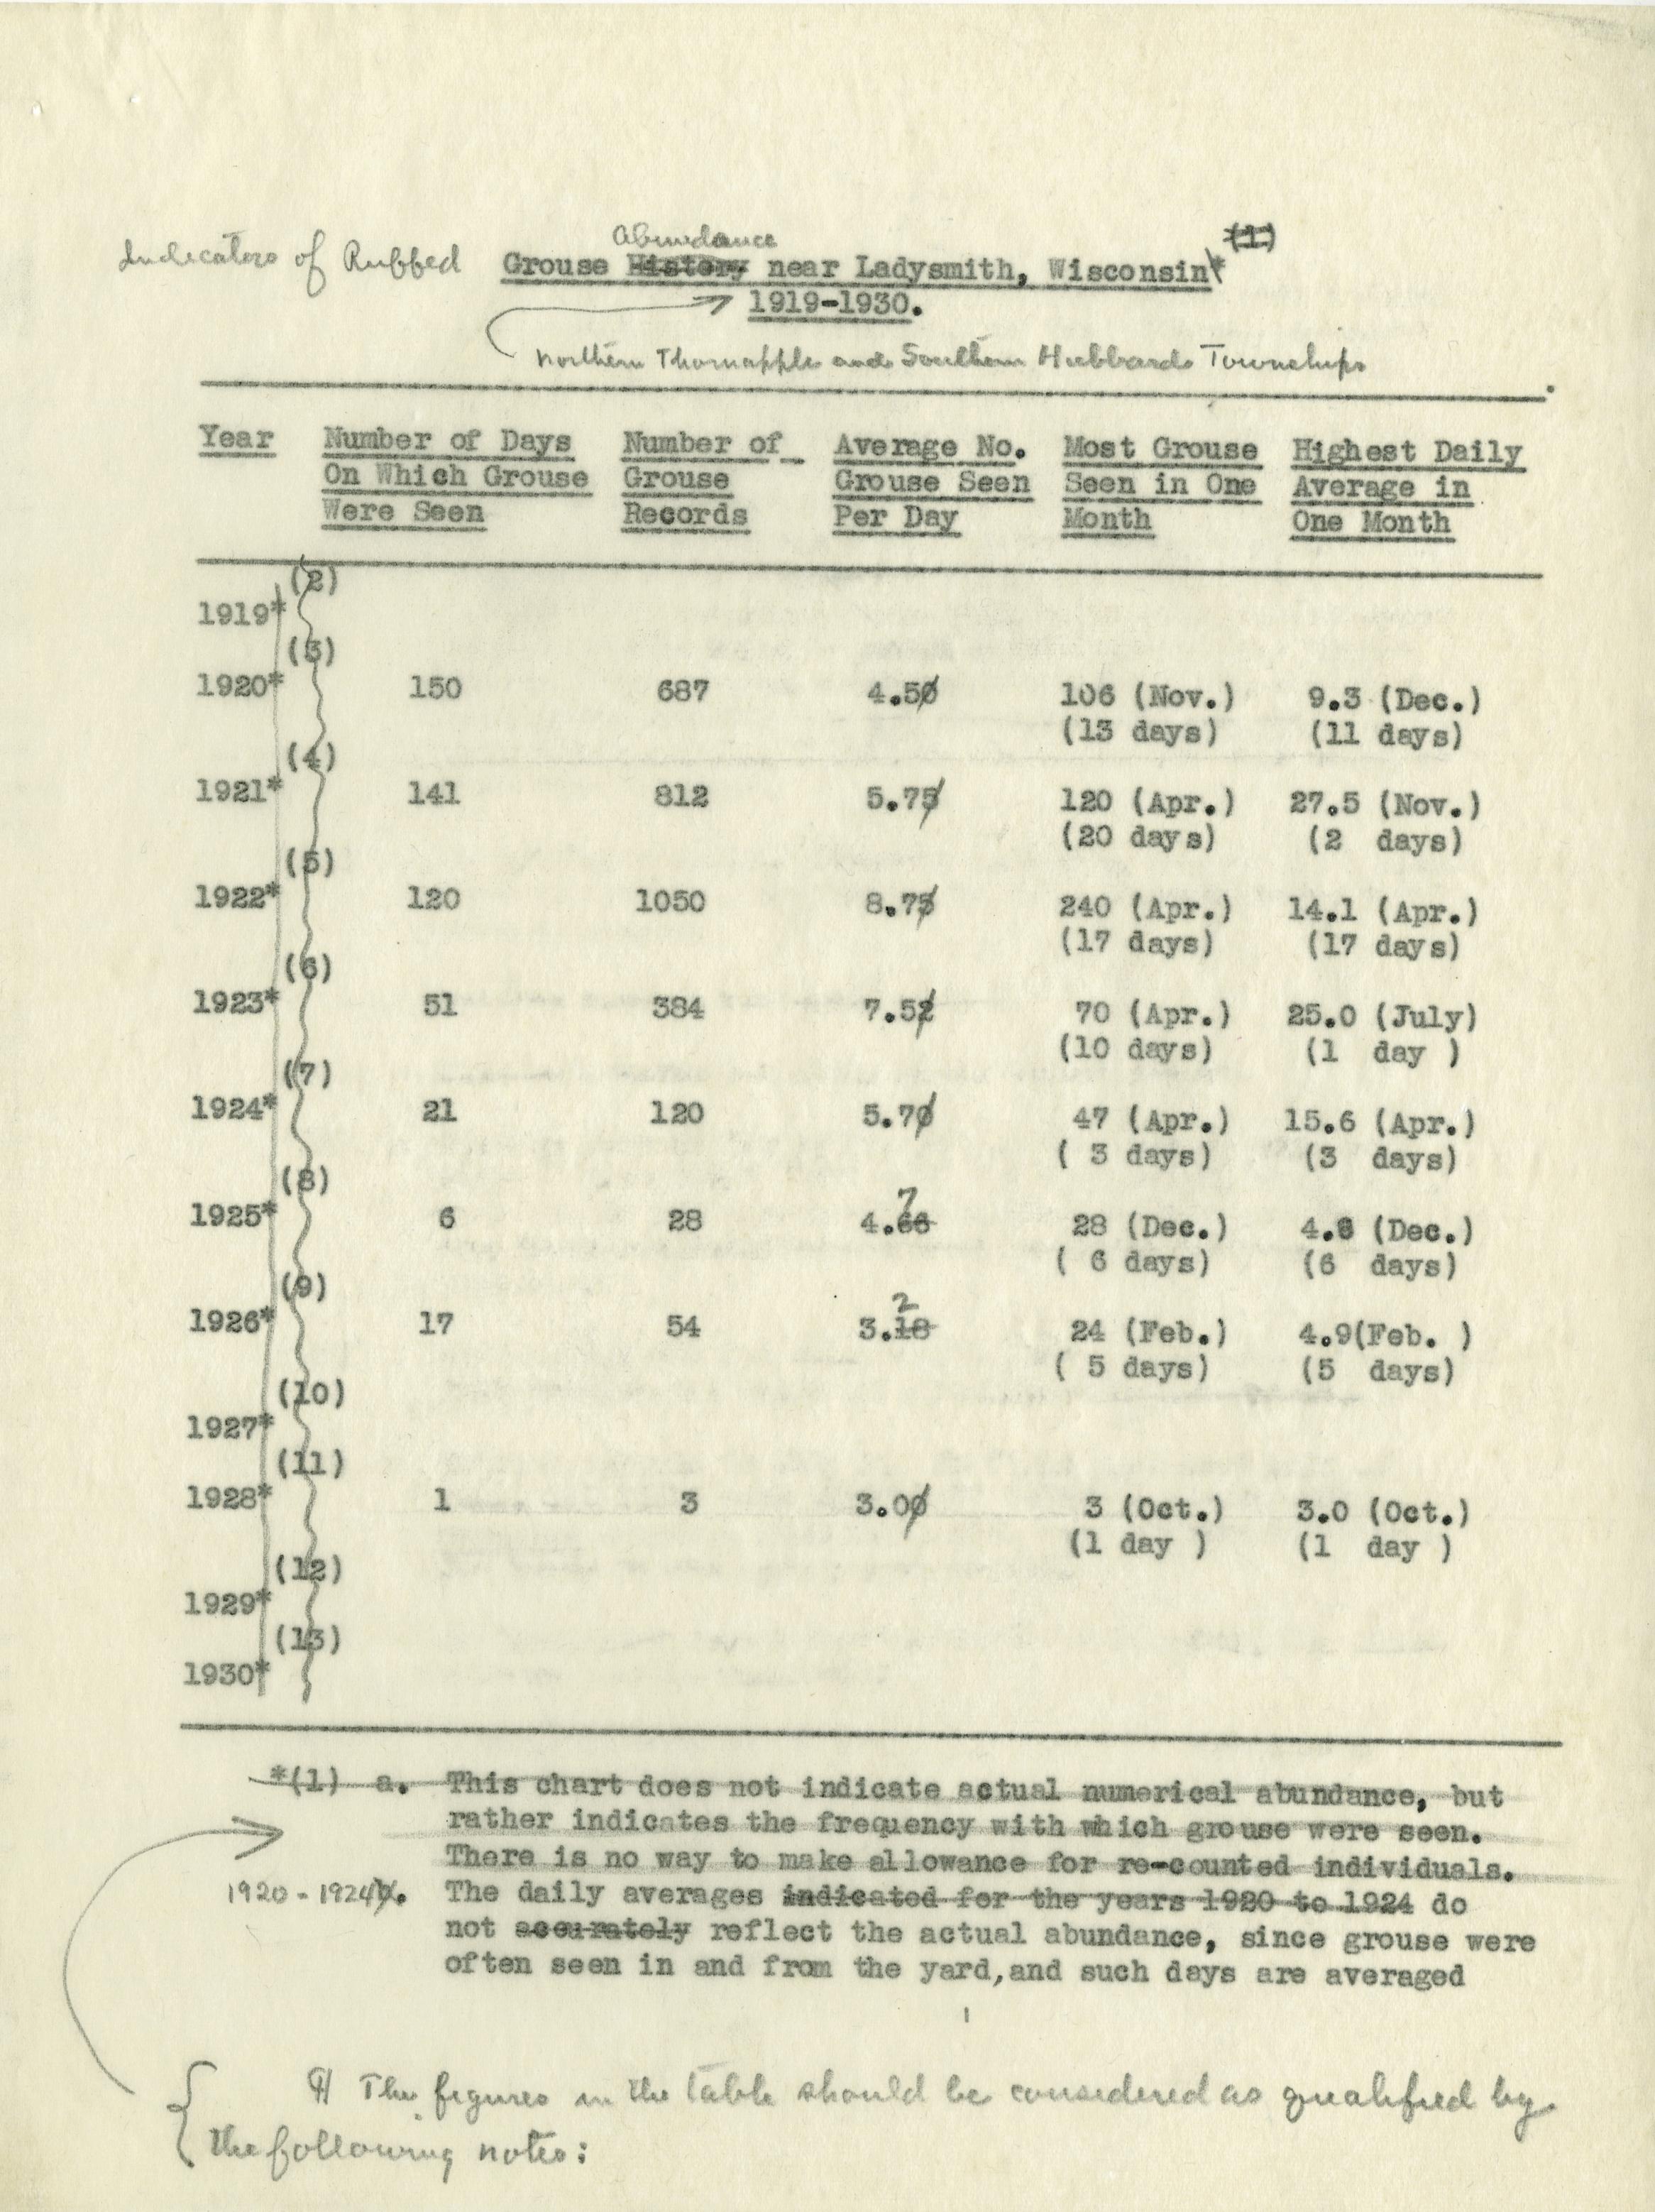 Abundance (1)
Indicators of Ruffed Grouse History near Ladysmith, Wisconsin*
1919-1930.
Northern Thornapple and Southern Hubbard Townships
Year Number of Days Number of Average No. Most Grouse Highest Daily
On Which Grouse Grouse Grouse Seen Seen in One Average in
Were Seen Records Per Day Month One Month
(2)
1919*
(3)
1920* 150 687 4.50 106 (Nov.) 9.3 (Dec.)
(13 days) (11 days)
(4)
1921* 141 812 5.75 120 (Apr.) 27.5 (Nov.)
(20 days) (2 days)
(5)
1922* 120 1050 8.75 240 (Apr.) 14.1 (Apr.)
(17 days) (17 days)
(6)
1923* 51 384 7.52 70 (Apr.) 25.0 (July)
(10 days) (1 day )
(7)
1924* 21 120 5.70 47 (Apr.) 15.6 (Apr.)
( 3 days) (3 days)
(8) 7
1925* 6 28 4.66 28 (Dec.) 4.6 (Dec.)
( 6 days) (6 days)
(9) 2
1926* 17 54 3.18 24 (Feb.) 4.9(Feb. )
( 5 days) (5 days)
(10)
1927*
(11)
1928* 1 3 3.00 3 (Oct.) 3.0 (Oct.)
(1 day ) (1 day )
(12)
1929*
(13)
1930*
*(1) a. This chart does not indicate actual numerical abundance, but
rather indicates the frequency with which grouse were seen.
There is no way to make allowance for re-counted individuals.
1920-1924 b. The daily averages indicated for the years 1920 to 1924 do
not accurately reflect the actual abundance, since grouse were
often seen in and from the yard,and such days are averaged
¶ The figures in the table should be considered as qualified by
the following notes: